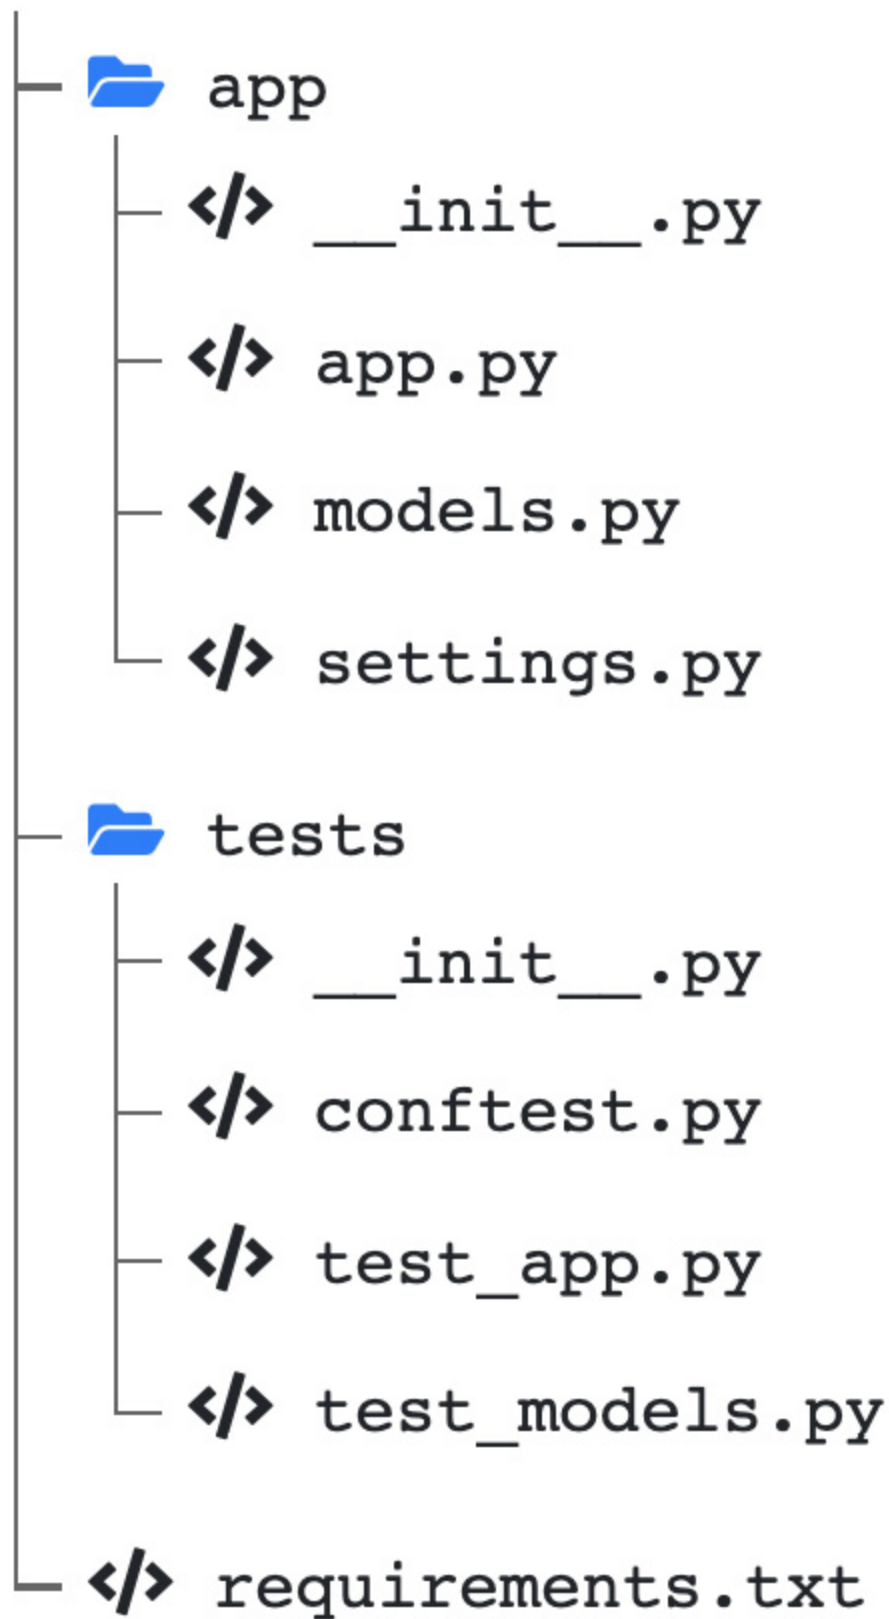 app
__init__.py
app.py
models.py
settings.py
tests
__init__.py
conftest.py
test_app.py
test_models.py
requirements.txt